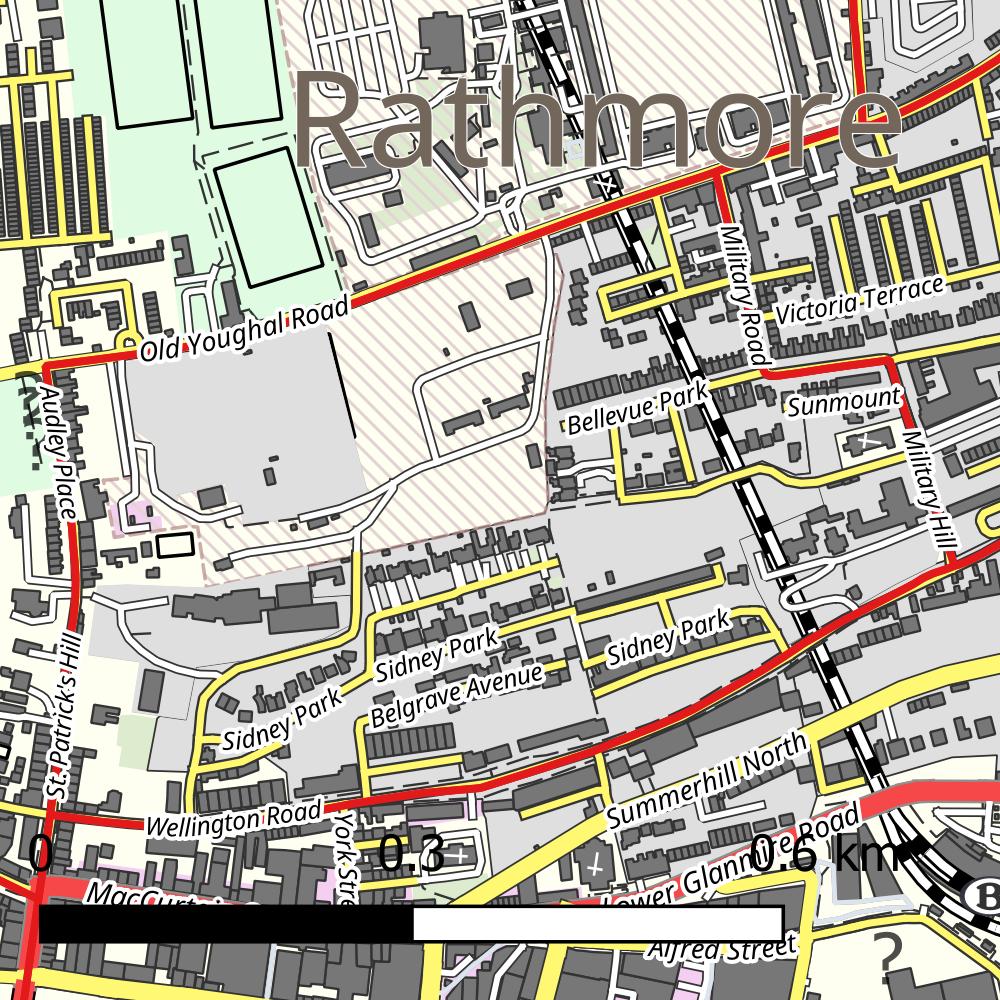 Rathmore
Military Road
Victoria Terrace
Old Youghal Road
Audley Place
Bellevue Park
Sunmount
Military Hill
Sidney Park
Sidney Park
Sidney Park
Belgrave Avenue
St. Patrick's Hill
Summerhill North
Wellington Road
0
0.3
0.6 km
Lower Glanmire Road
B
Alfred Street
?